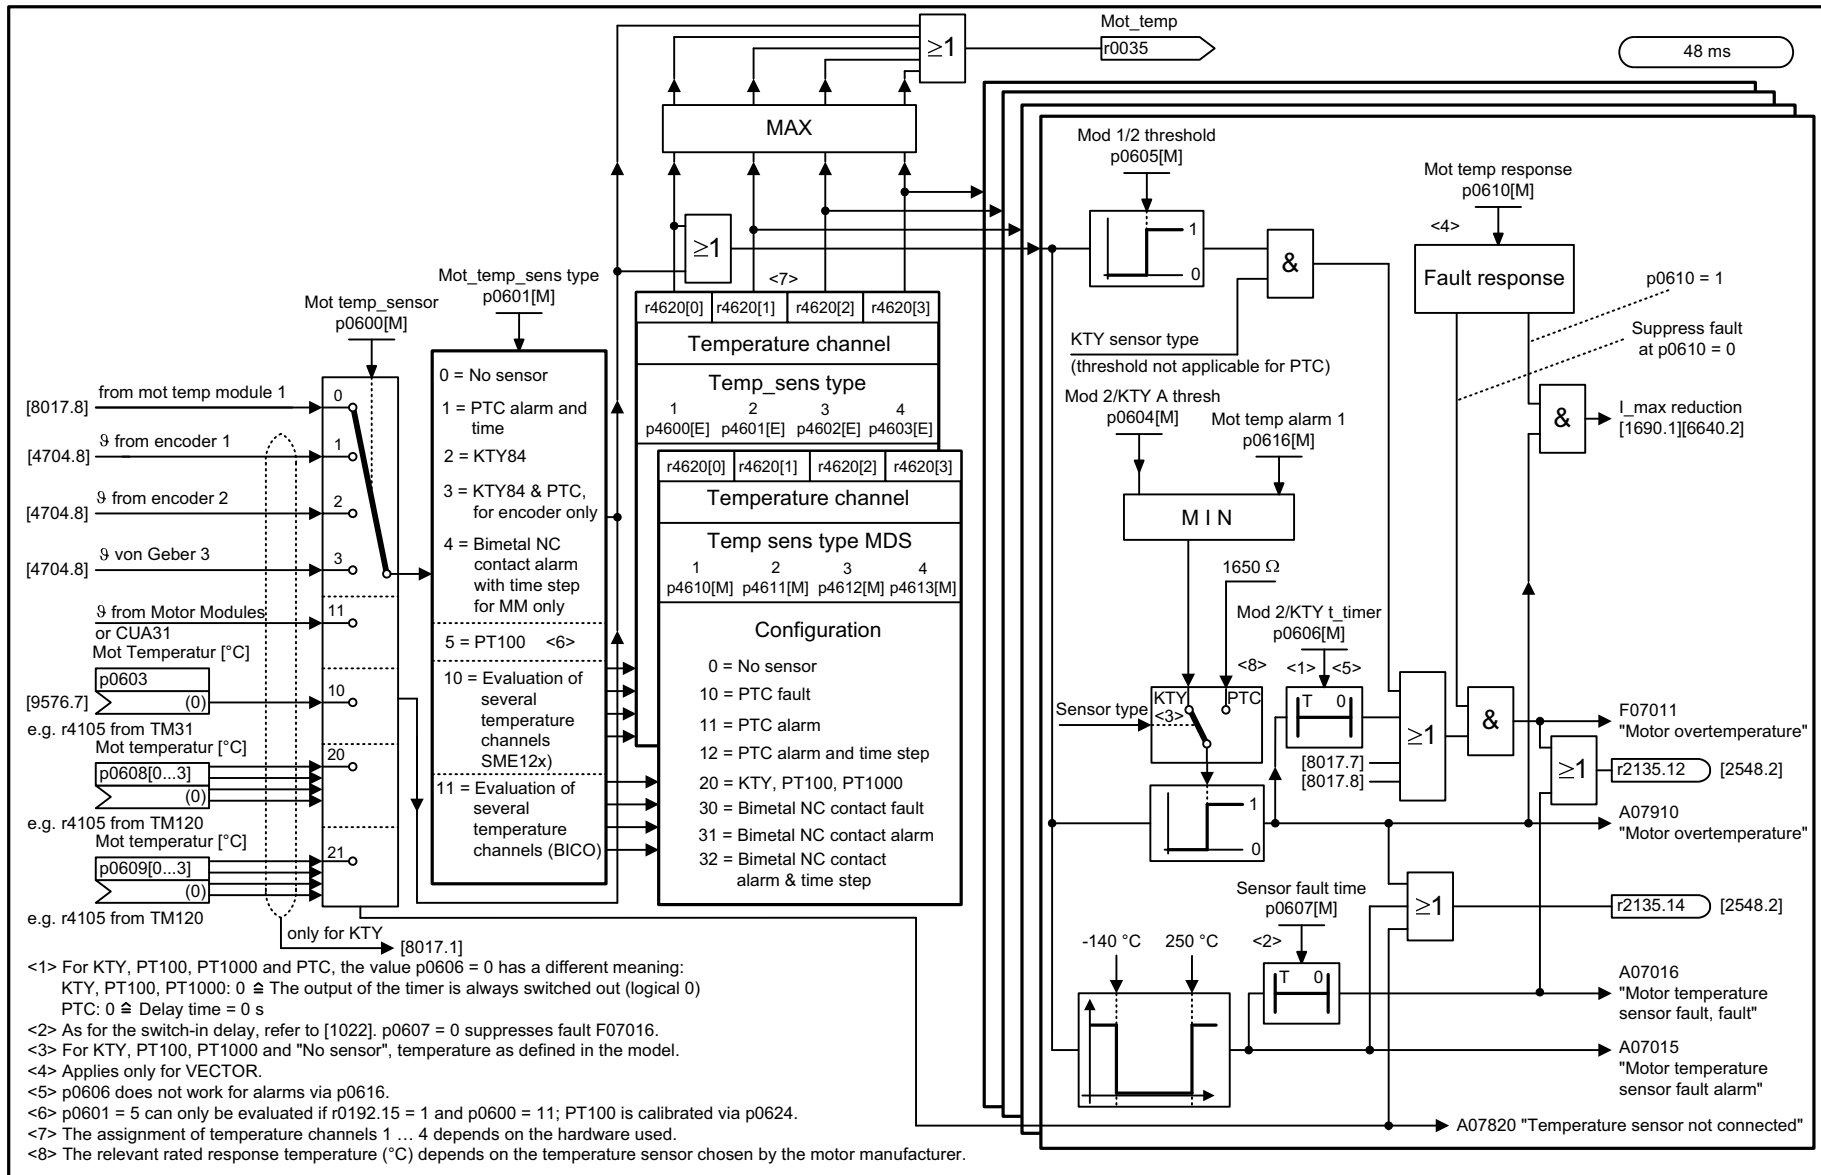 Mot_temp
r0035
48 ms
≥1
MAX
Mod 1/2 threshold
p0605[M]
Mot temp response
p0610[M]
<4>
1
0
&
≥1
<7>
Fault response
p0610 = 1
Suppress fault
at p0610 = 0
KTY sensor type
(threshold not applicable for PTC)
Mot_temp_sens type
p0601[M]
Mot temp_sensor
p0600[M]
r4620[0] r4620[1] r4620[2] r4620[3]
Temperature channel
Temp_sens type
1 2 3 4
p4600[E] p4601[E] p4602[E] p4603[E]
r4620[0] r4620[1] r4620[2] r4620[3]
Temperature channel
Temp sens type MDS
1 2 3 4
p4610[M] p4611[M] p4612[M] p4613[M]
Configuration
0 = No sensor
10 = PTC fault
11 = PTC alarm
12 = PTC alarm and time step
20 = KTY, PT100, PT1000
30 = Bimetal NC contact fault
31 = Bimetal NC contact alarm
32 = Bimetal NC contact
alarm & time step
0 = No sensor
1 = PTC alarm and
time
2 = KTY84
3 = KTY84 & PTC,
for encoder only
4 = Bimetal NC
contact alarm
with time step
for MM only
5 = PT100 <6>
10 = Evaluation of
several
temperature
channels
SME12x)
11 = Evaluation of
several
temperature
channels (BICO)
from mot temp module 1
[8017.8]
0
ϑ from encoder 1
[4704.8]
1
ϑ from encoder 2
[4704.8]
2
ϑ von Geber 3
[4704.8]
3
ϑ from Motor Modules
or CUA31
11
Mot Temperatur [°C]
p0603
[9576.7]
(0)
10
e.g. r4105 from TM31
Mot temperatur [°C]
p0608[0...3]
(0)
20
e.g. r4105 from TM120
Mot temperatur [°C]
p0609[0...3]
(0)
21
e.g. r4105 from TM120
only for KTY
[8017.1]
Mod 2/KTY A thresh
p0604[M]
Mot temp alarm 1
p0616[M]
M I N
1650 Ω
Mod 2/KTY t_timer
p0606[M]
<8>
<1> <5>
Sensor type
KTY
PTC
<3>
T 0
[8017.7]
[8017.8]
≥1
&
&
I_max reduction
[1690.1][6640.2]
F07011
"Motor overtemperature"
≥1
r2135.12
[2548.2]
1
0
A07910
"Motor overtemperature"
Sensor fault time
p0607[M]
<2>
T 0
≥1
r2135.14
[2548.2]
-140 °C
250 °C
A07016
"Motor temperature
sensor fault, fault"
A07015
"Motor temperature
sensor fault alarm"
A07820 "Temperature sensor not connected"
<1> For KTY, PT100, PT1000 and PTC, the value p0606 = 0 has a different meaning:
KTY, PT100, PT1000: 0 ≙ The output of the timer is always switched out (logical 0)
PTC: 0 ≙ Delay time = 0 s
<2> As for the switch-in delay, refer to [1022]. p0607 = 0 suppresses fault F07016.
<3> For KTY, PT100, PT1000 and "No sensor", temperature as defined in the model.
<4> Applies only for VECTOR.
<5> p0606 does not work for alarms via p0616.
<6> p0601 = 5 can only be evaluated if r0192.15 = 1 and p0600 = 11; PT100 is calibrated via p0624.
<7> The assignment of temperature channels 1 … 4 depends on the hardware used.
<8> The relevant rated response temperature (°C) depends on the temperature sensor chosen by the motor manufacturer.